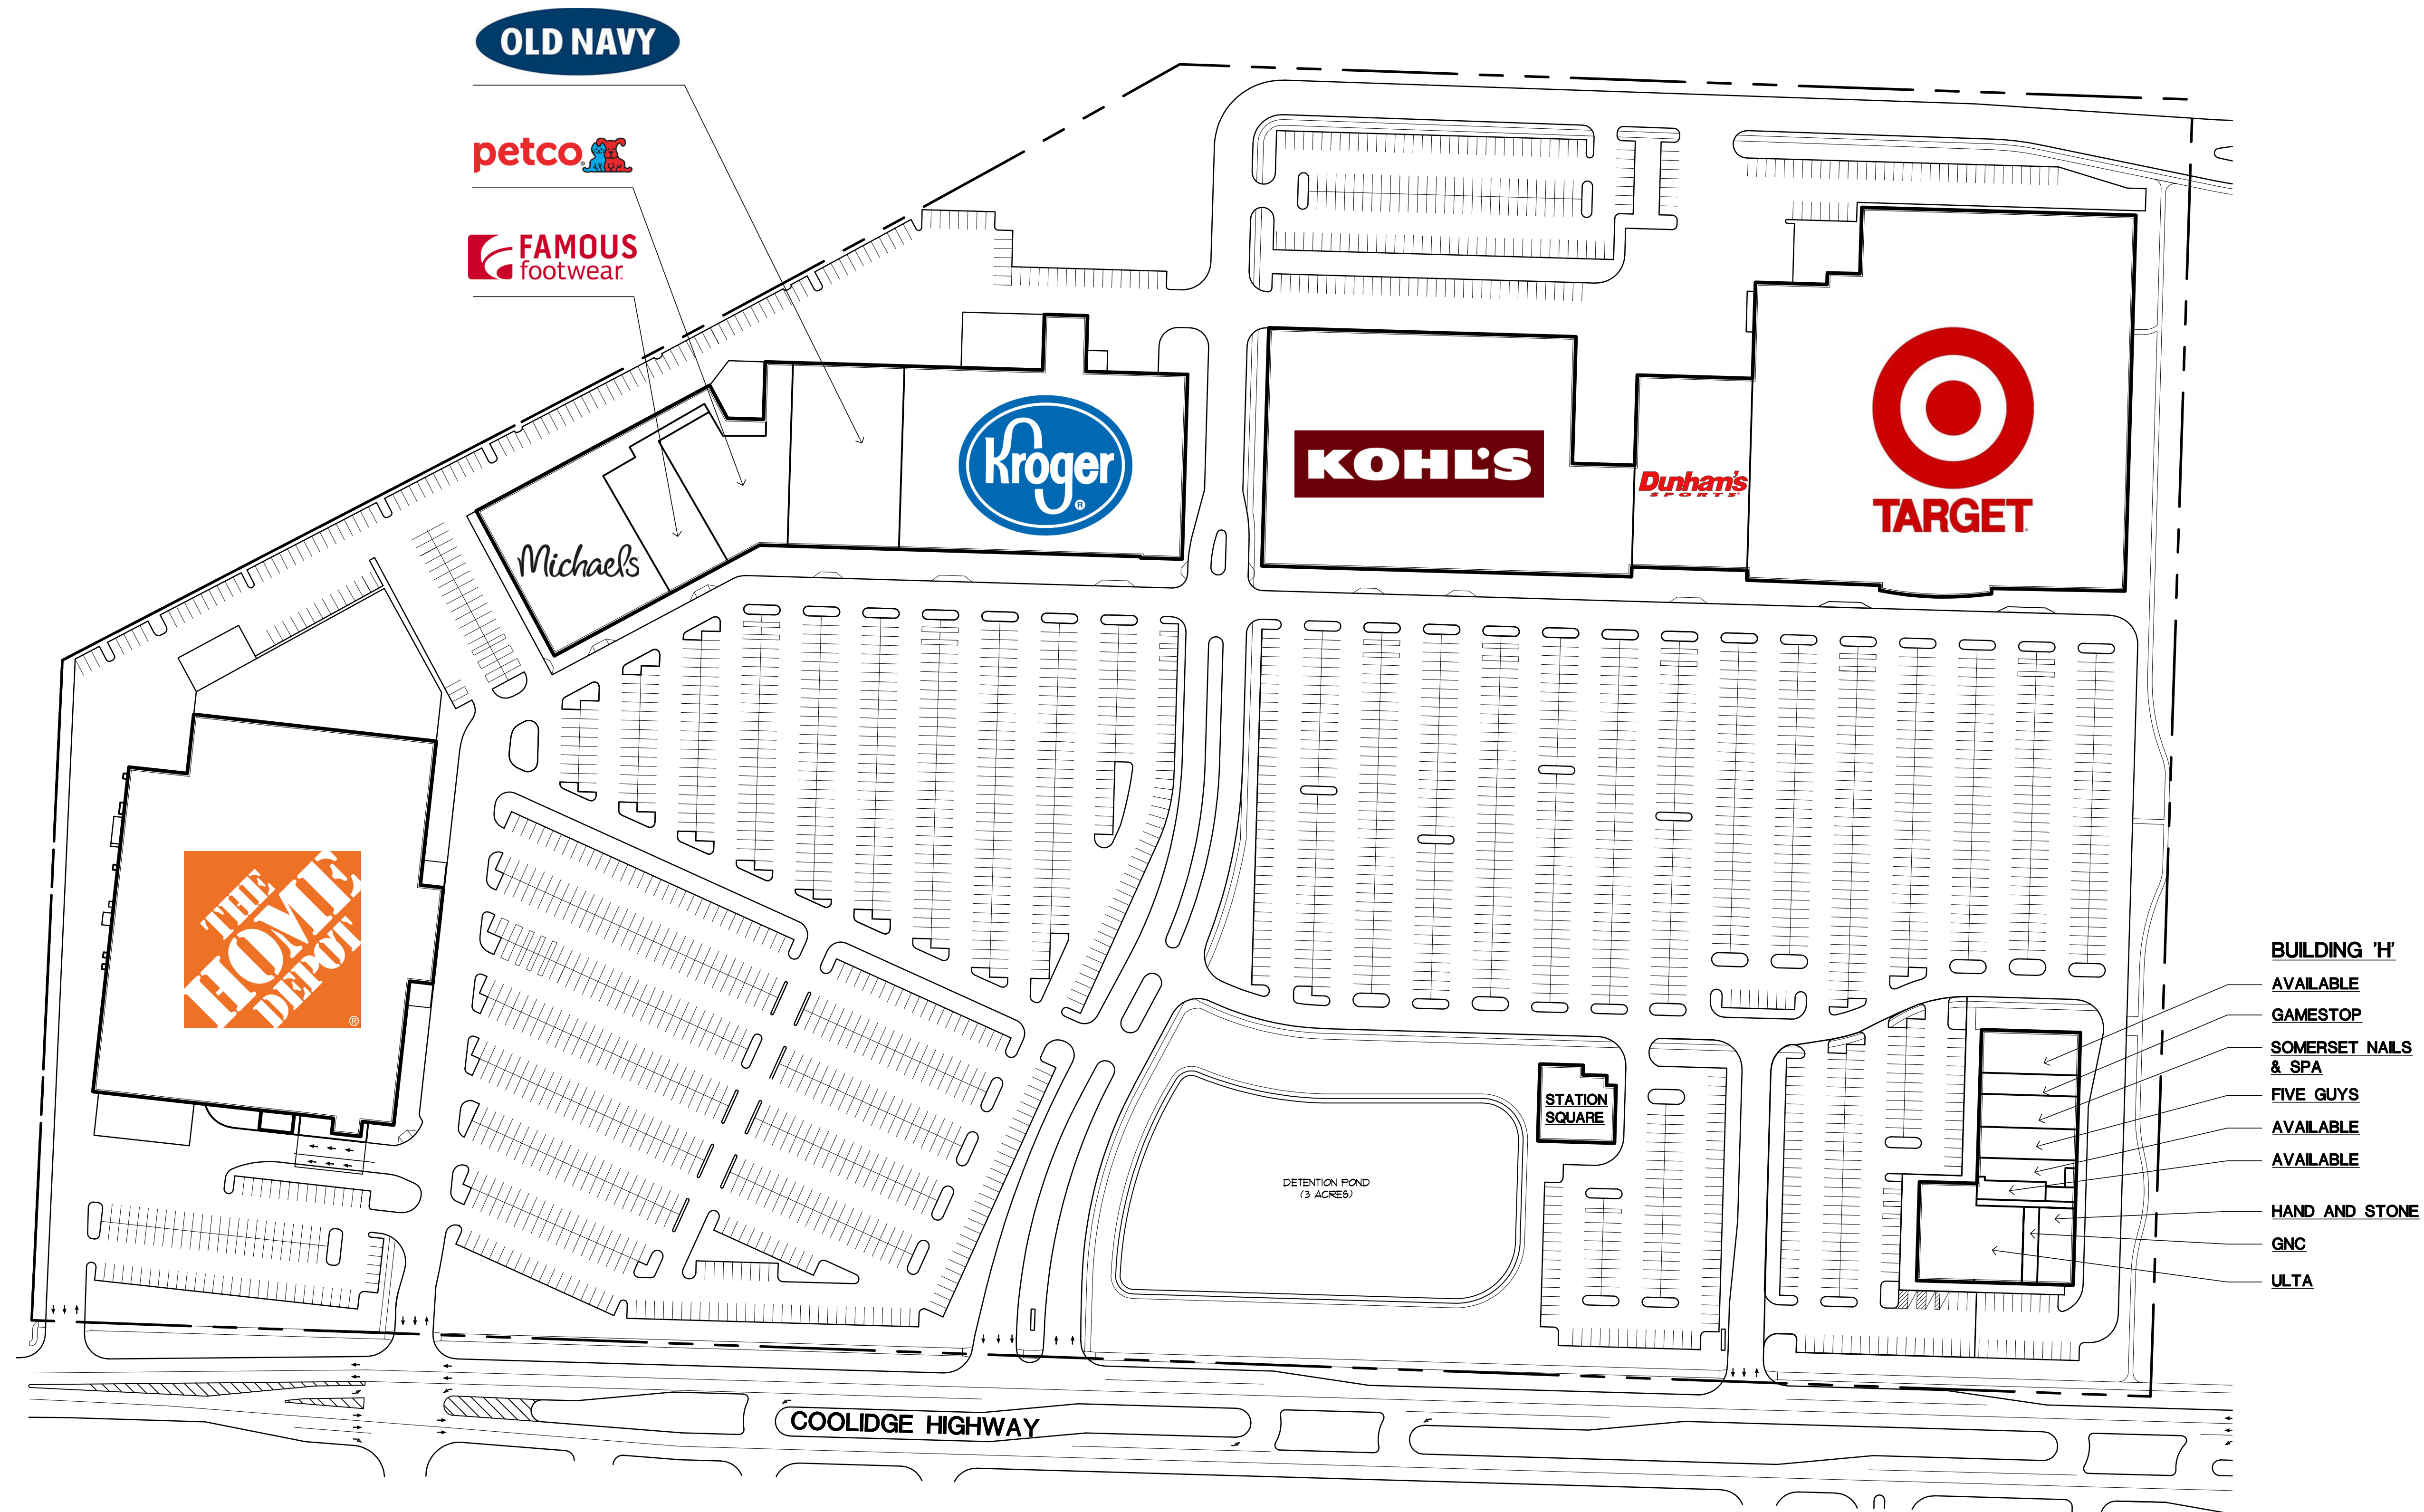 OLD NAVY
petco
FAMOUS
footwear
Michaels
Kroger
KOHL'S
Dunham's
SPORTS
TARGET
THE
HOME
DEPOT
BUILDING 'H'
AVAILABLE
GAMESTOP
SOMERSET NAILS
& SPA
FIVE GUYS
AVAILABLE
AVAILABLE
HAND AND STONE
GNC
ULTA
STATION
SQUARE
DETENTION POND
(3 ACRES)
COOLIDGE HIGHWAY